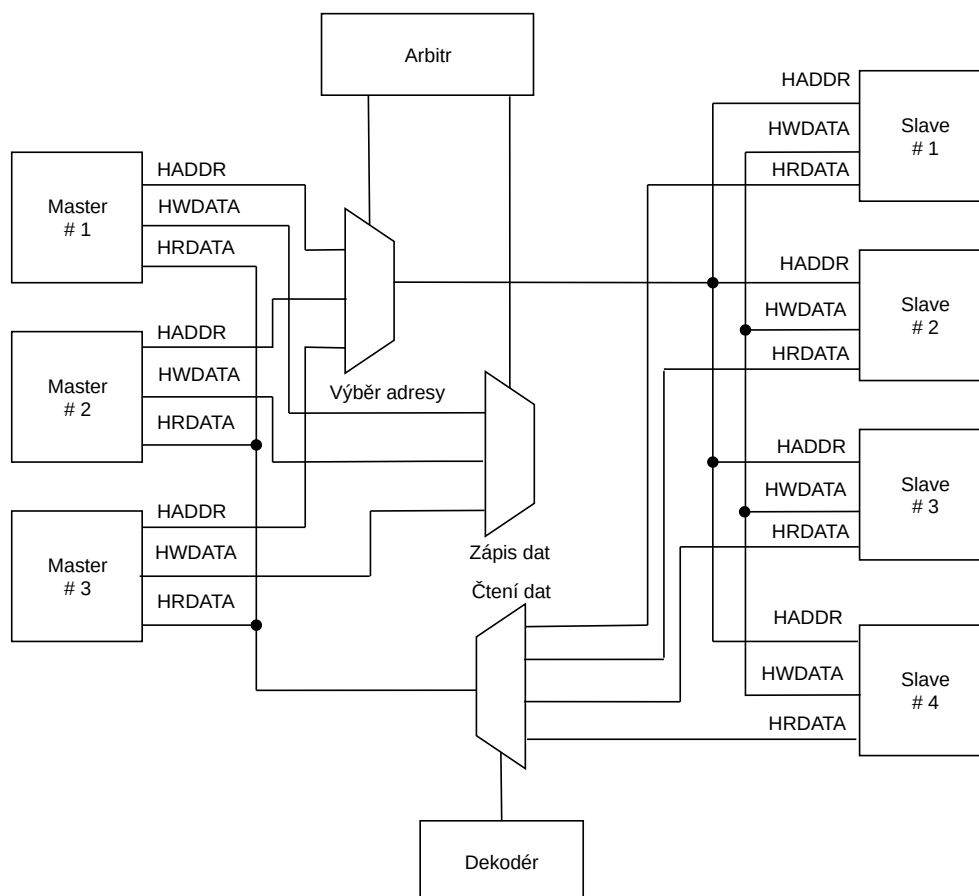 Arbitr
Master
# 1
HADDR
HWDATA
HRDATA
Master
# 2
HADDR
HWDATA
HRDATA
Master
# 3
HADDR
HWDATA
HRDATA
Výběr adresy
Zápis dat
Čtení dat
HADDR
HWDATA
HRDATA
Slave
# 1
HADDR
HWDATA
HRDATA
Slave
# 2
HADDR
HWDATA
HRDATA
Slave
# 3
HADDR
HWDATA
HRDATA
Slave
# 4
Dekodér